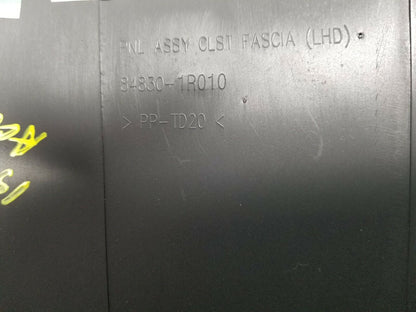 PNL ASSY CLST FASCIA (LHD)
84830-1R010
> PP-TD20 <